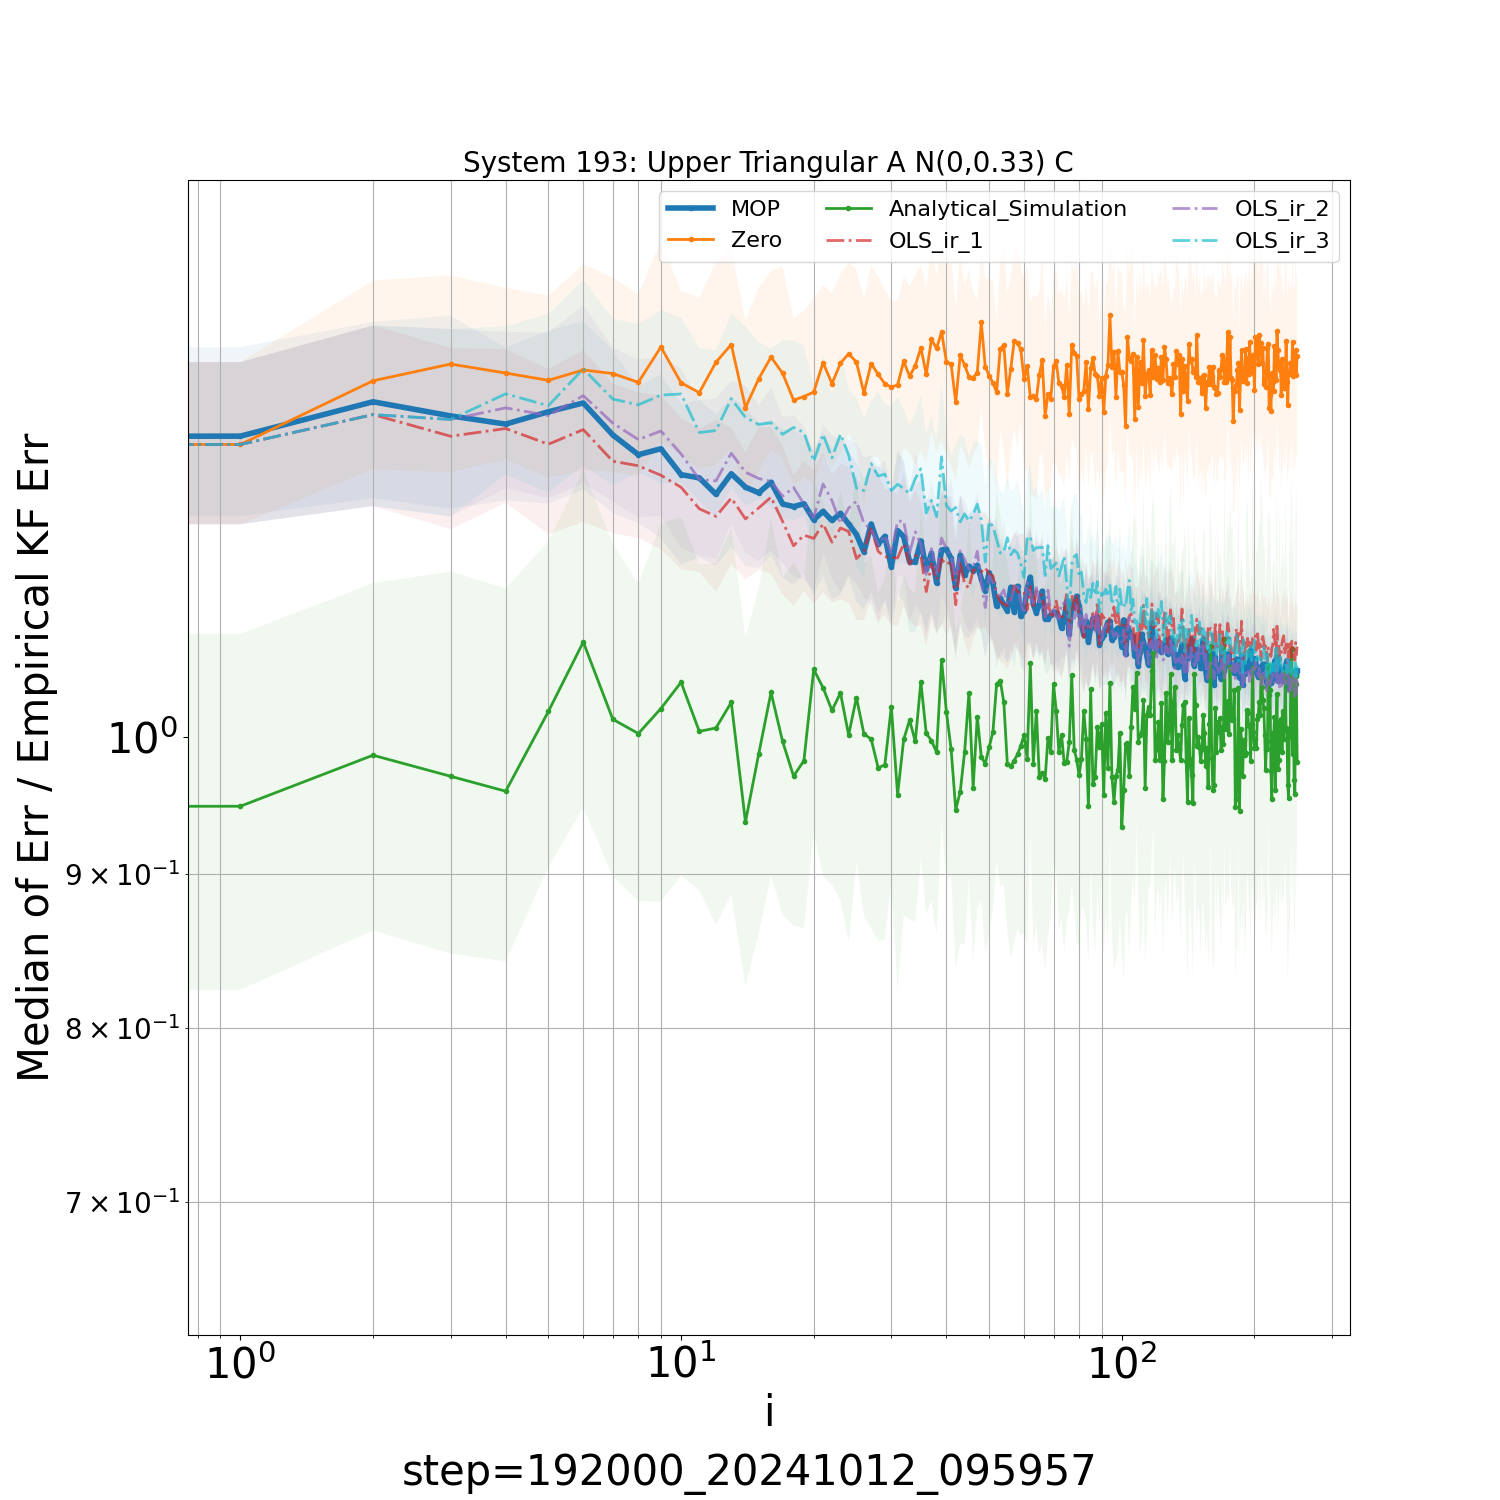 System 193: Upper Triangular A N(0,0.33) C
MOP
Zero
Analytical_Simulation
OLS_ir_1
OLS_ir_2
OLS_ir_3
Median of Err / Empirical KF Err
10⁰
9 × 10⁻¹
8 × 10⁻¹
7 × 10⁻¹
10⁰ 10¹ 10²
i
step=192000_20241012_095957